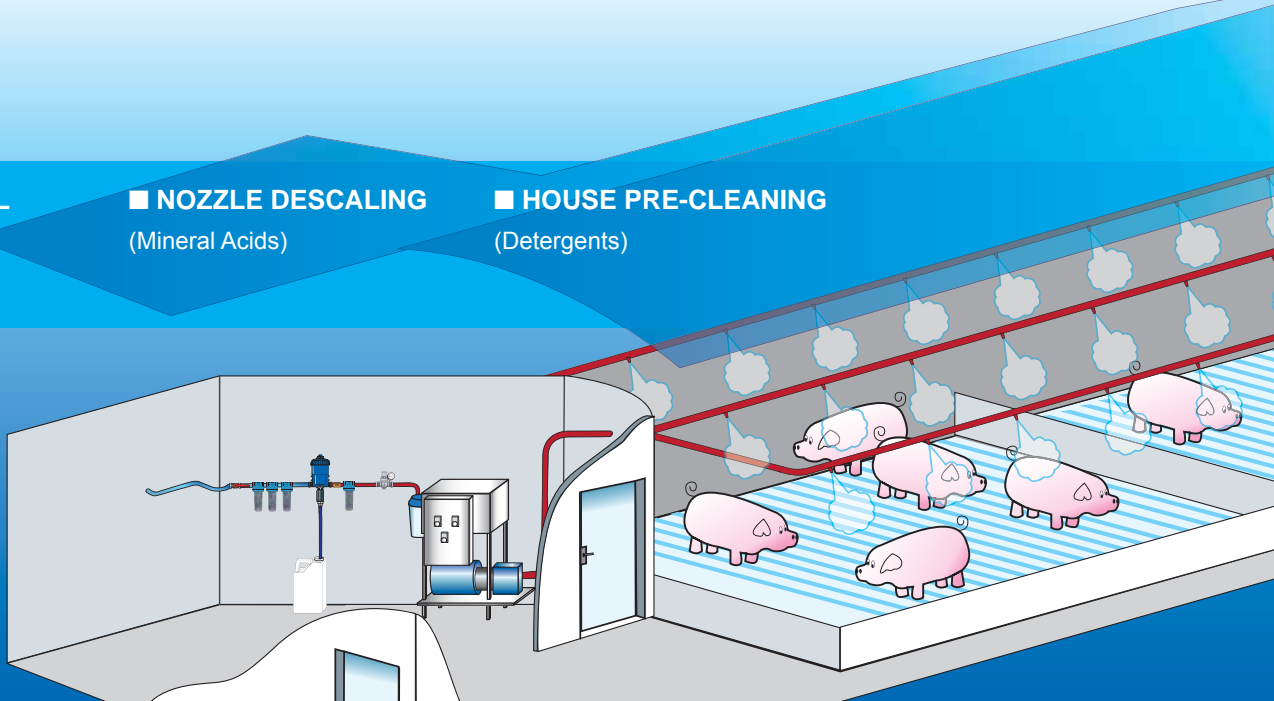 ■ NOZZLE DESCALING
(Mineral Acids)
■ HOUSE PRE-CLEANING
(Detergents)